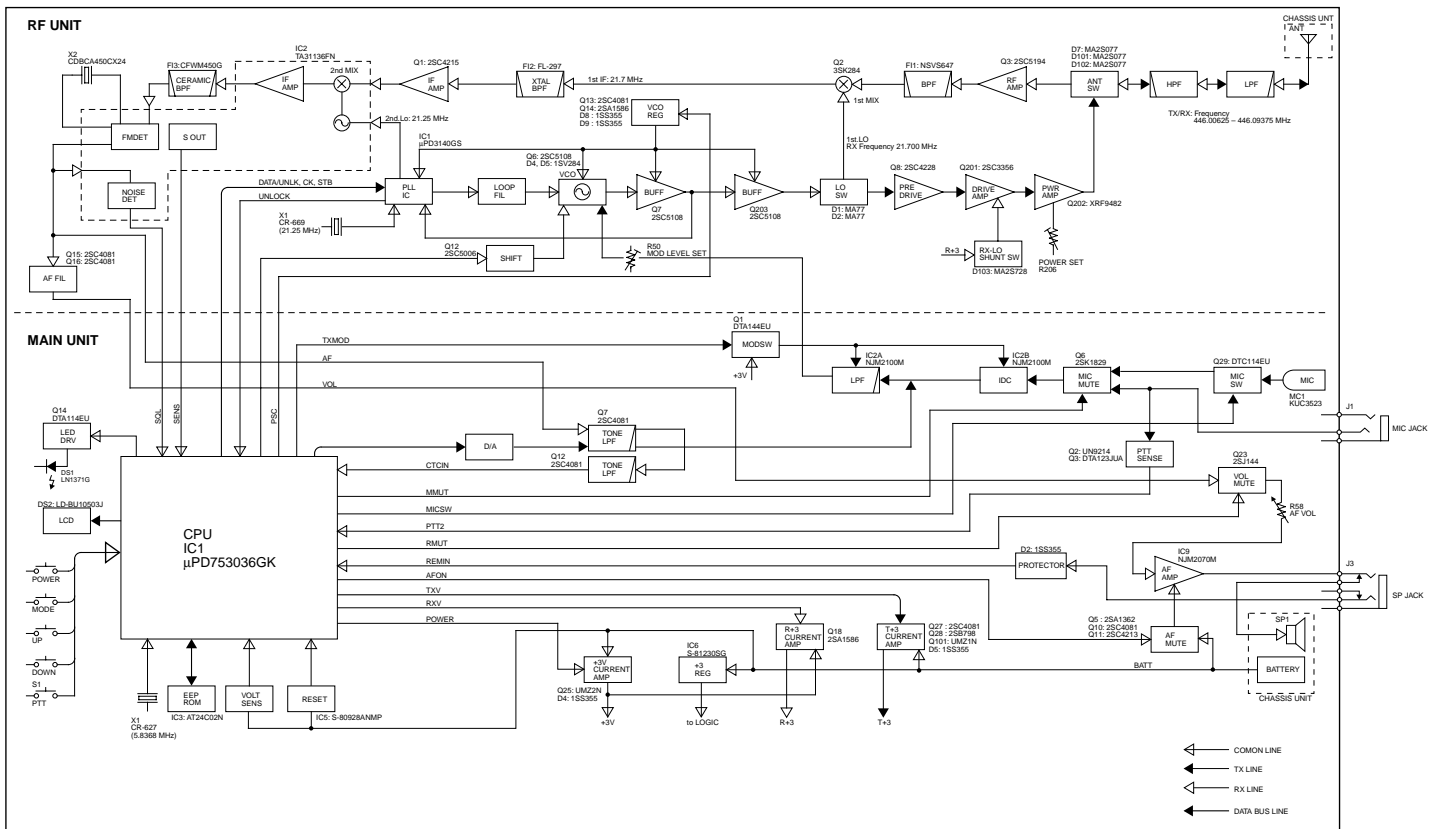 RF UNIT
CHASSIS UNT
ANT
X2
CDBCA450CX24
FI3:CFWM450G
CERAMIC
BPF
IC2
TA31136FN
IF
AMP
2nd MIX
Q1: 2SC4215
IF
AMP
FI2: FL-297
XTAL
BPF
1st IF: 21.7 MHz
Q2
3SK284
1st MIX
FI1: NSVS647
BPF
Q3: 2SC5194
RF
AMP
D7: MA2S077
D101: MA2S077
D102: MA2S077
ANT
SW
HPF
LPF
TX/RX: Frequency
446.00625 – 446.09375 MHz
FMDET
S OUT
NOISE
DET
2nd.Lo: 21.25 MHz
Q13: 2SC4081
Q14: 2SA1586
D8 : 1SS355
D9 : 1SS355
VCO
REG
IC1
µPD3140GS
PLL
IC
DATA/UNLK, CK, STB
UNLOCK
X1
CR-669
(21.25 MHz)
LOOP
FIL
Q6: 2SC5108
D4, D5: 1SV284
VCO
BUFF
Q7
2SC5108
BUFF
Q203
2SC5108
1st.LO
RX Frequency 21.700 MHz
LO
SW
D1: MA77
D2: MA77
Q8: 2SC4228
PRE
DRIVE
Q201: 2SC3356
DRIVE
AMP
PWR
AMP
Q202: XRF9482
R+3
RX-LO
SHUNT SW
D103: MA2S728
POWER SET
R206
Q12
2SC5006
SHIFT
R50
MOD LEVEL SET
Q15: 2SC4081
Q16: 2SC4081
AF FIL
MAIN UNIT
TXMOD
AF
VOL
SQL
SENS
PSC
Q1
DTA144EU
MODSW
+3V
IC2A
NJM2100M
LPF
IC2B
NJM2100M
IDC
Q6
2SK1829
MIC
MUTE
Q29: DTC114EU
MIC
SW
MIC
MC1
KUC3523
J1
MIC JACK
Q14
DTA114EU
LED
DRV
DS1
LN1371G
DS2: LD-BU10503J
LCD
CPU
IC1
µPD753036GK
D/A
Q7
2SC4081
TONE
LPF
Q12
2SC4081
TONE
LPF
CTCIN
MMUT
MICSW
PTT2
RMUT
REMIN
AFON
TXV
RXV
POWER
Q2: UN9214
Q3: DTA123JUA
PTT
SENSE
Q23
2SJ144
VOL
MUTE
R58
AF VOL
D2: 1SS355
PROTECTOR
IC9
NJM2070M
AF
AMP
J3
SP JACK
Q5 : 2SA1362
Q10: 2SC4081
Q11: 2SC4213
AF
MUTE
SP1
BATTERY
CHASSIS UNIT
BATT
POWER
MODE
UP
DOWN
S1
PTT
X1
CR-627
(5.8368 MHz)
EEP
ROM
IC3: AT24C02N
VOLT
SENS
RESET
IC5: S-80928ANMP
+3V
CURRENT
AMP
Q25: UMZ2N
D4: 1SS355
+3V
IC6
S-81230SG
+3
REG
to LOGIC
R+3
CURRENT
AMP
Q18
2SA1586
R+3
T+3
CURRENT
AMP
Q27 : 2SC4081
Q28 : 2SB798
Q101: UMZ1N
D5: 1SS355
T+3
COMON LINE
TX LINE
RX LINE
DATA BUS LINE